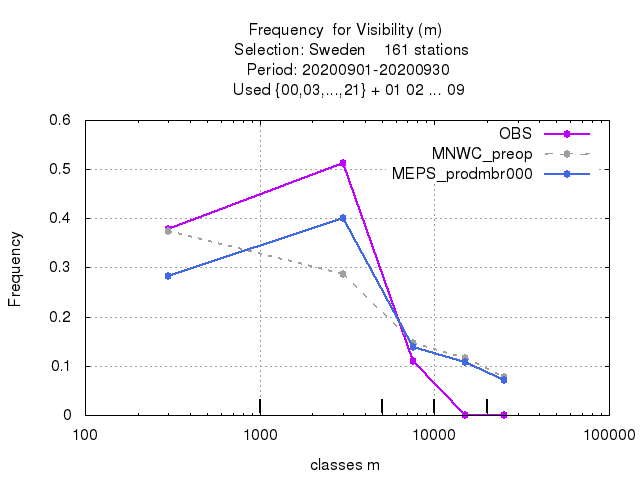 Frequency for Visibility (m)
Selection: Sweden 161 stations
Period: 20200901-20200930
Used {00,03,...,21} + 01 02 ... 09
OBS
MNWC_preop
MEPS_prodmbr000
0.6
0.5
0.4
0.3
0.2
0.1
0
Frequency
100
1000
10000
100000
classes m